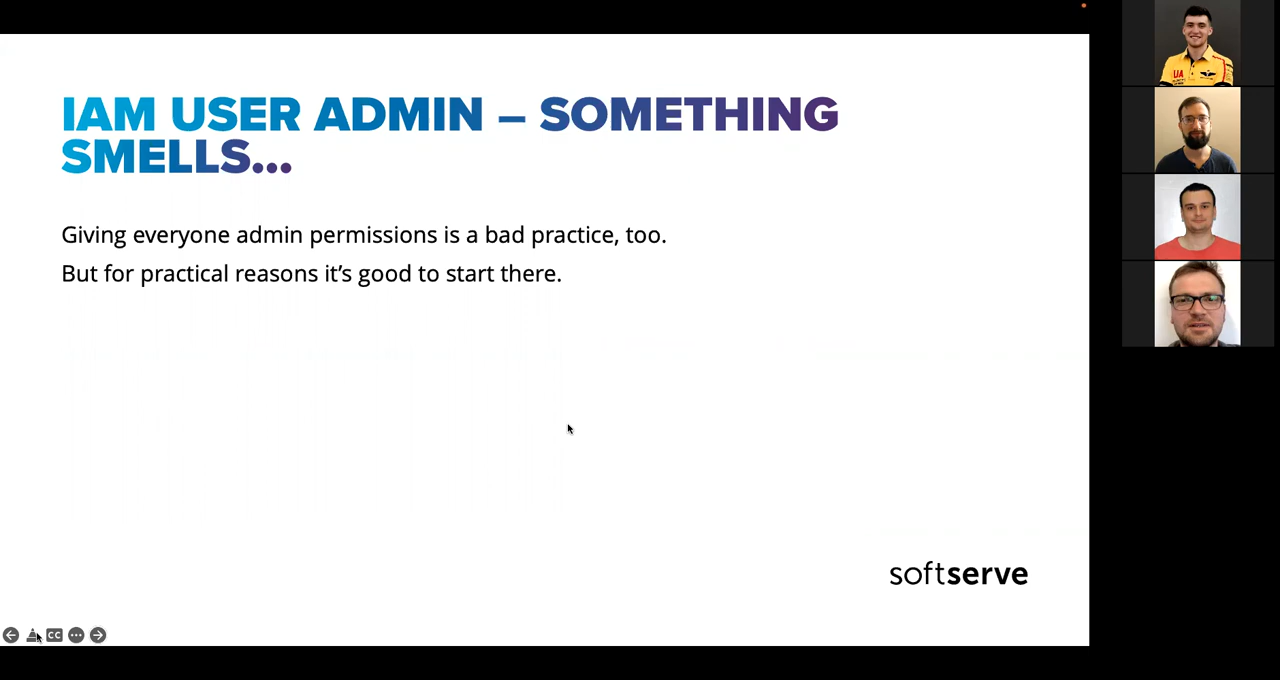 IAM USER ADMIN – SOMETHING
SMELLS...
Giving everyone admin permissions is a bad practice, too.
But for practical reasons it’s good to start there.
softserve
CC
UA